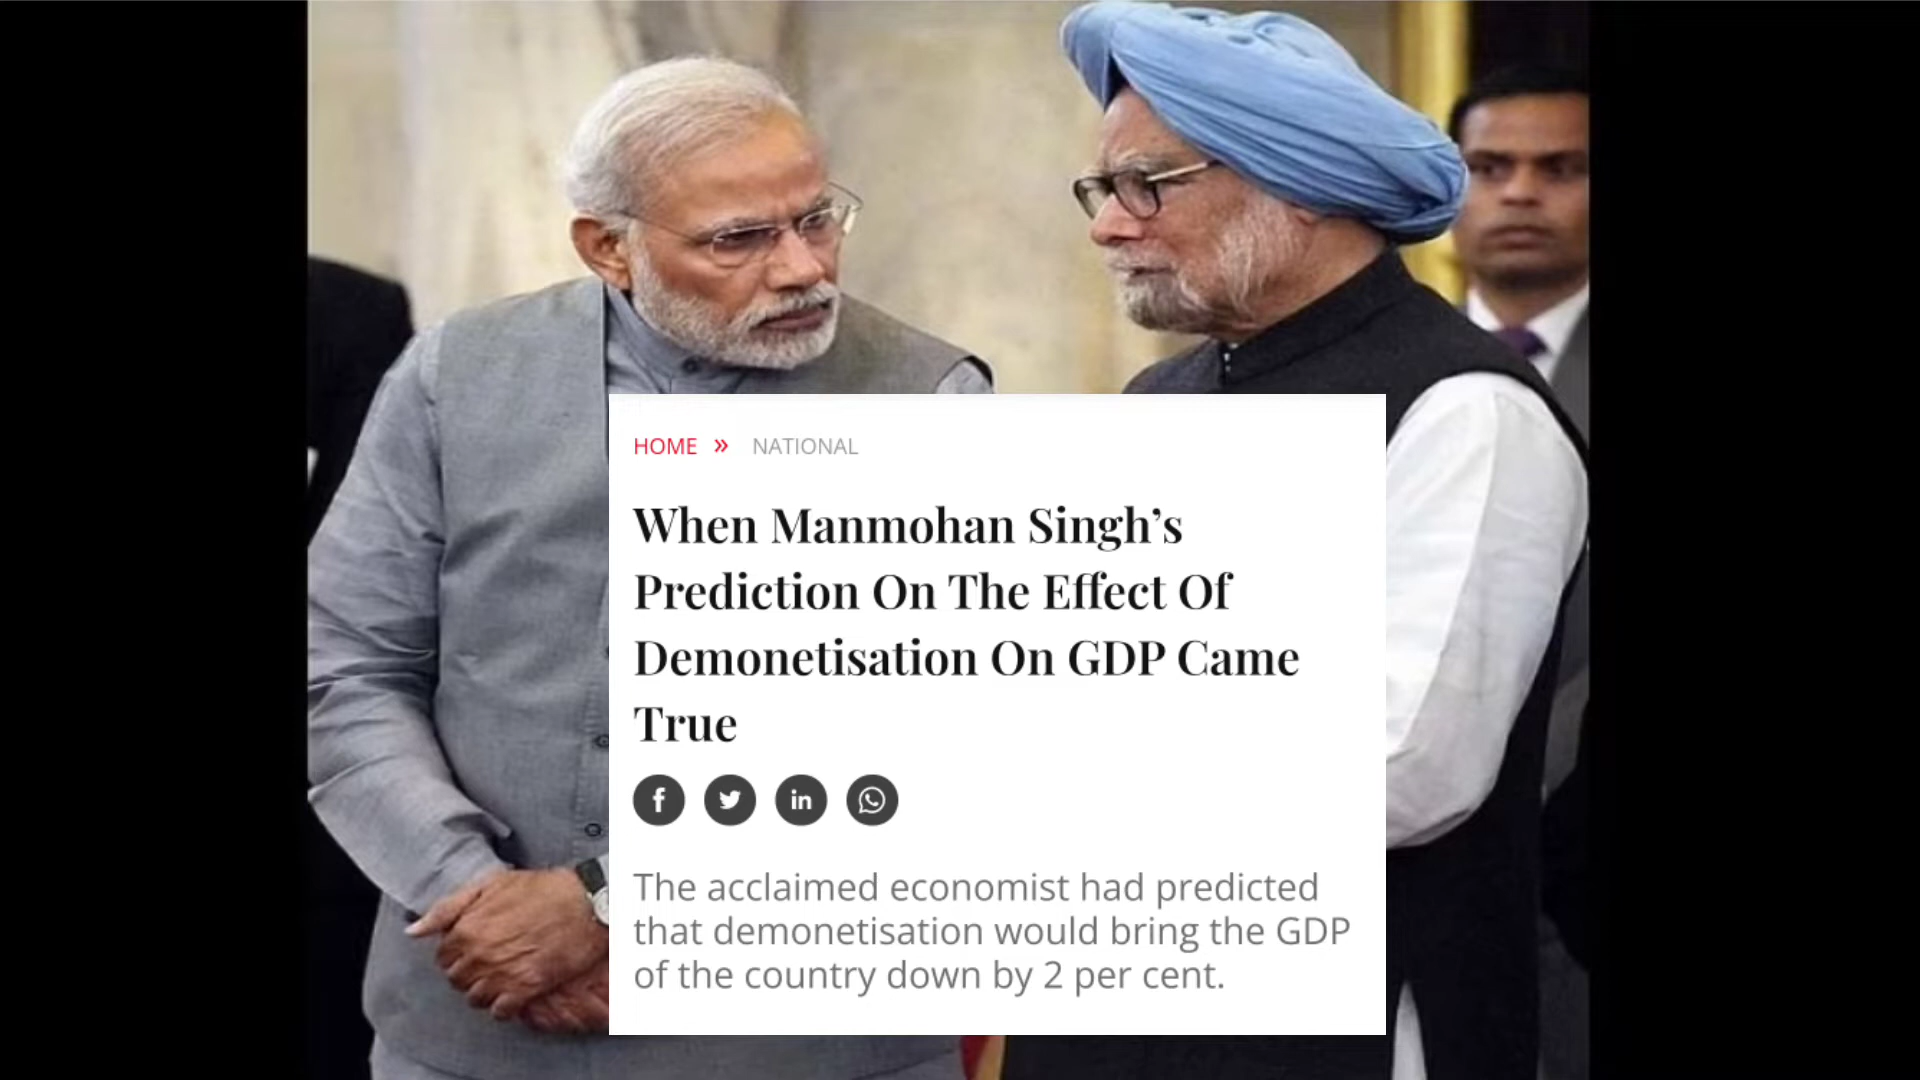 HOME » NATIONAL
When Manmohan Singh’s
Prediction On The Effect Of
Demonetisation On GDP Came
True
f in
The acclaimed economist had predicted
that demonetisation would bring the GDP
of the country down by 2 per cent.